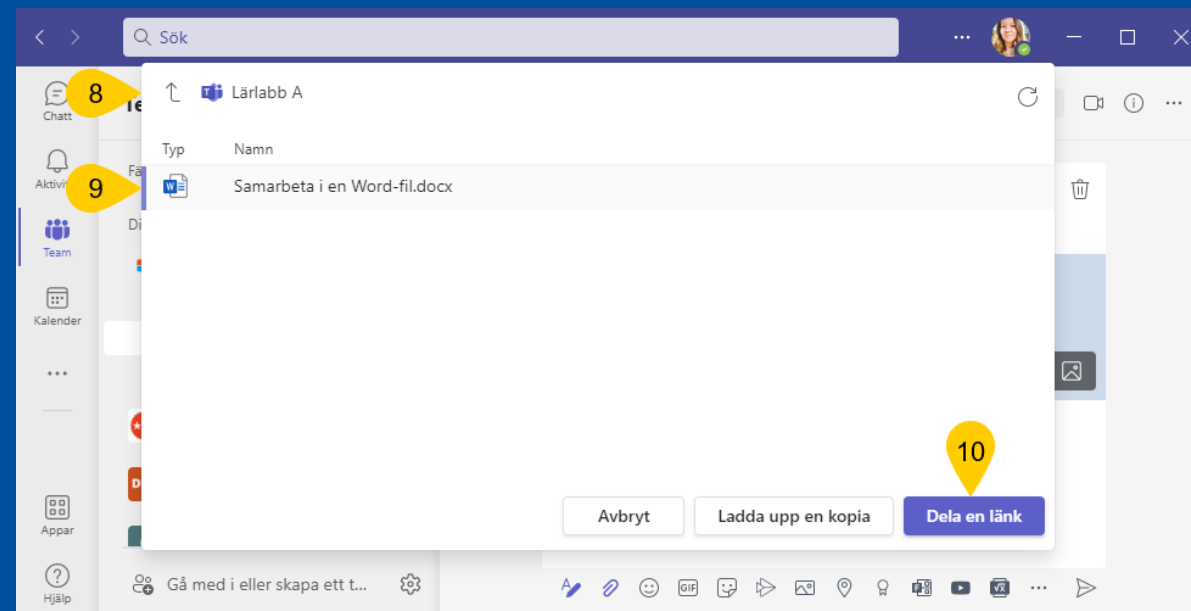 Sök
8
Lärlabb A
Chatt
Typ
Namn
9
Samarbeta i en Word-fil.docx
Team
Kalender
10
Avbryt
Ladda upp en kopia
Dela en länk
Appar
Gå med i eller skapa ett t...
GIF
Hjälp